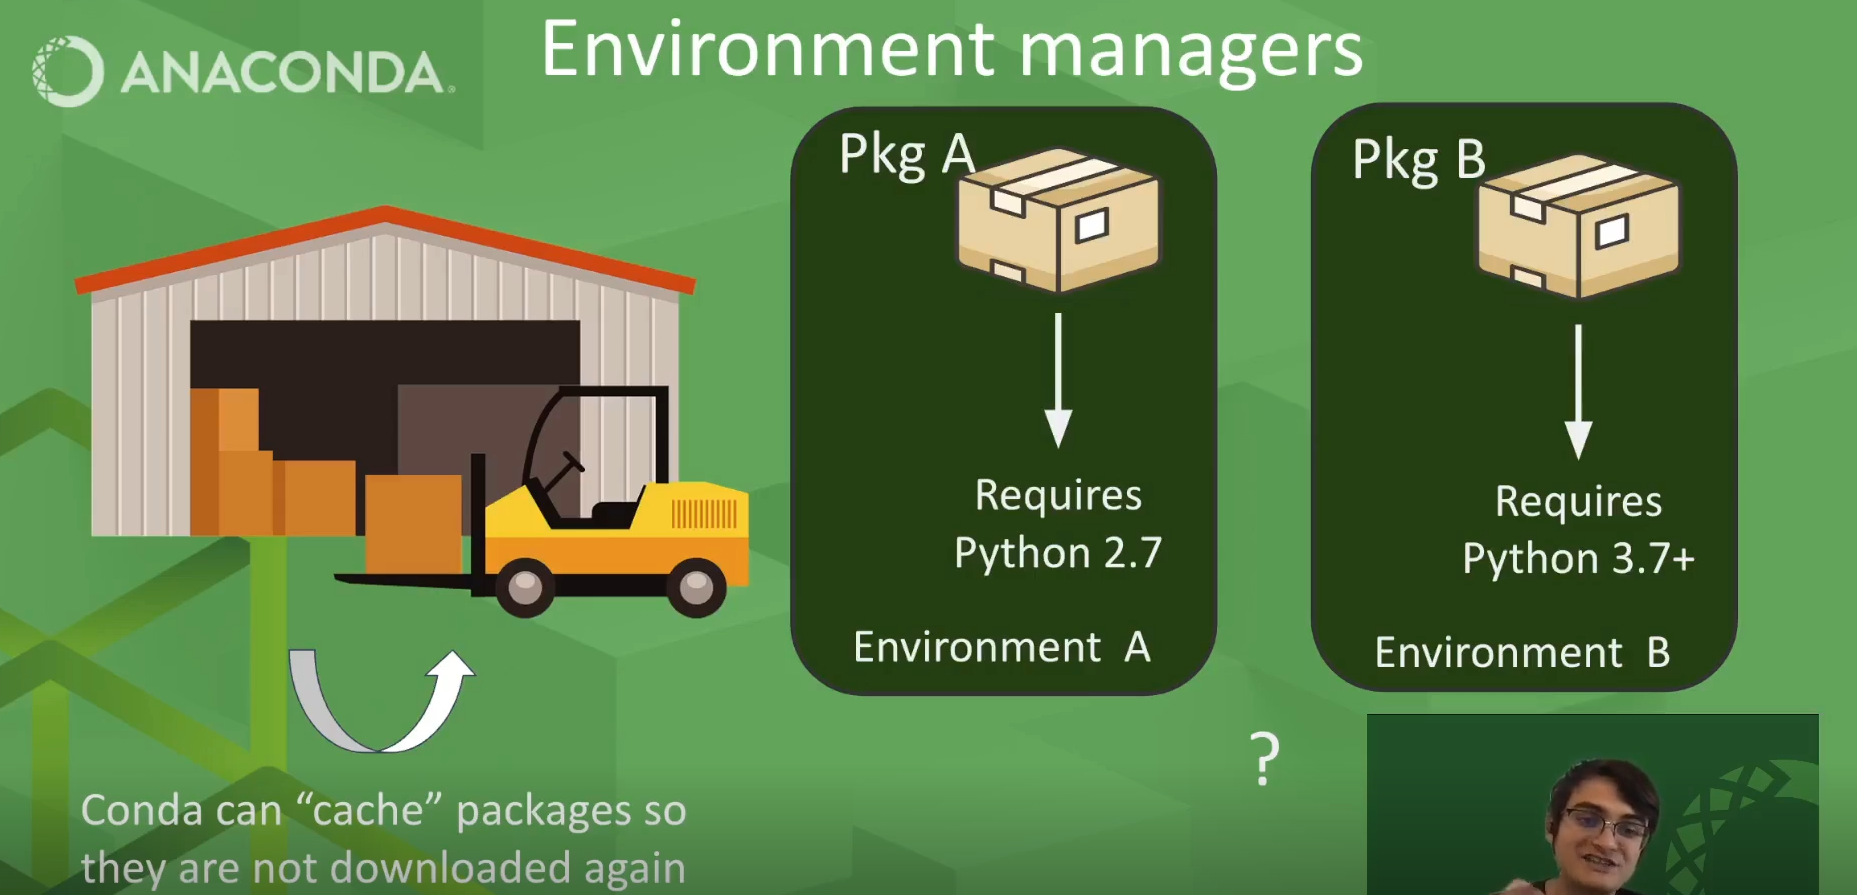 ANANCONDA
Environment managers
Pkg A
Requires
Python 2.7
Environment A
Pkg B
Requires
Python 3.7+
Environment B
?
Conda can “cache” packages so
they are not downloaded again